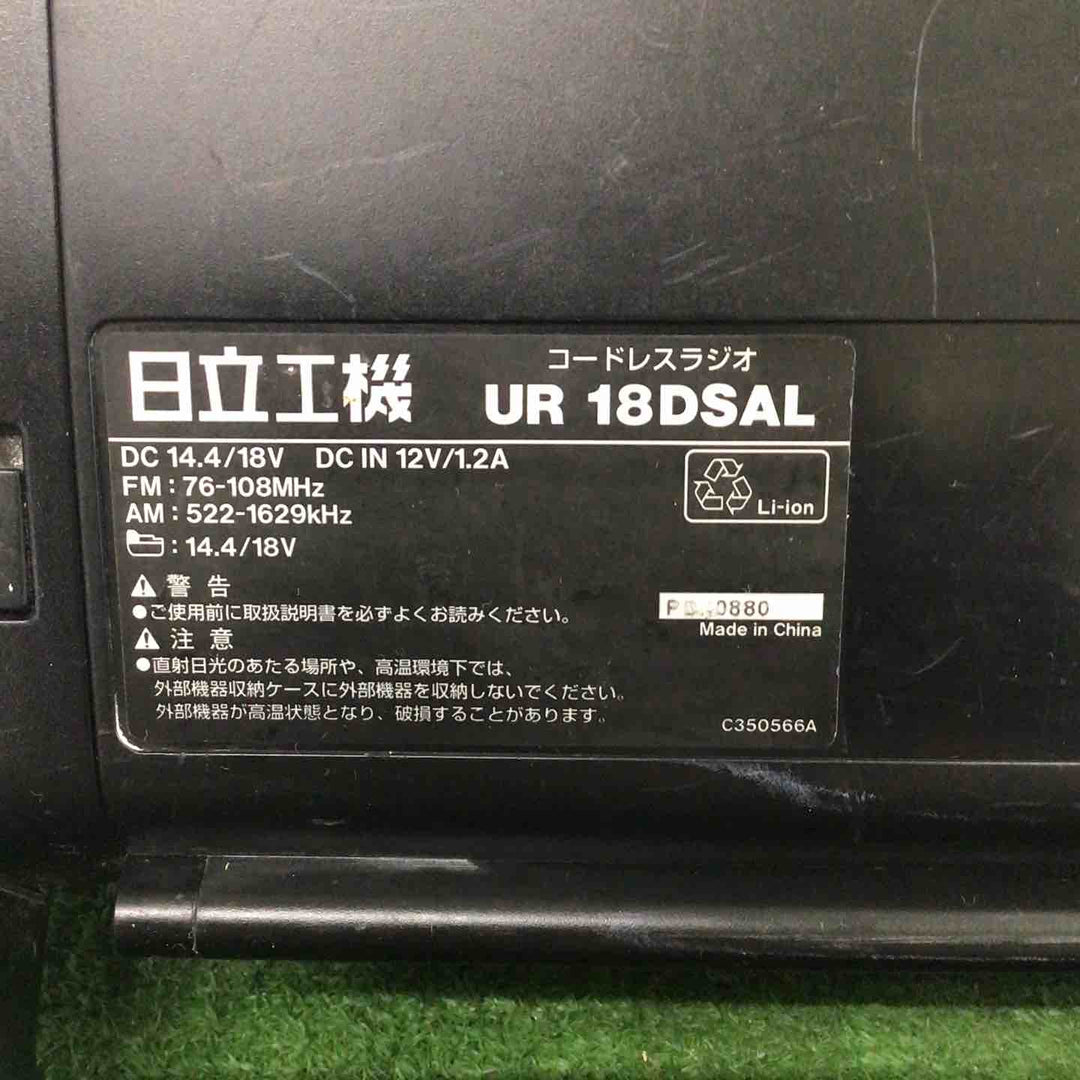 日立工機
コードレスラジオ
UR 18DSAL
DC 14.4/18V DC IN 12V/1.2A
FM : 76-108MHz
AM : 522-1629kHz
: 14.4/18V
Li-ion
警告
●ご使用前に取扱説明書を必ずよくお読みください。
注意
●直射日光のあたる場所や、高温環境下では、
外部機器収納ケースに外部機器を収納しないでください。
外部機器が高温状態となり、破損することがあります。
0880
Made in China
C350566A